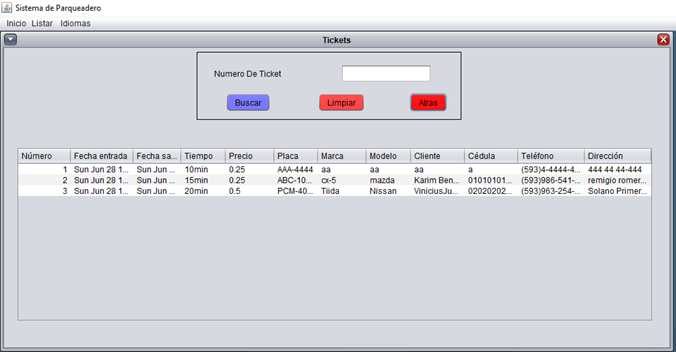 Sistema de Parqueadero
Inicio Listar Idiomas
Tickets
Numero De Ticket
Buscar Limpiar Atras
Número Fecha entrada Fecha sa... Tiempo Precio Placa Marca Modelo Cliente Cédula Teléfono Dirección
1 Sun Jun 28 1... Sun Jun ... 10min 0.25 AAA-4444 aa aa aa a (593)4-4444-4... 444 44 44-444
2 Sun Jun 28 1... Sun Jun ... 15min 0.25 ABC-10... cx-5 mazda Karim Ben... 01010101... (593)986-541-... remigio romer...
3 Sun Jun 28 1... Sun Jun ... 20min 0.5 PCM-40... Tiida Nissan ViniciusJu... 02020202... (593)963-254-... Solano Primer...